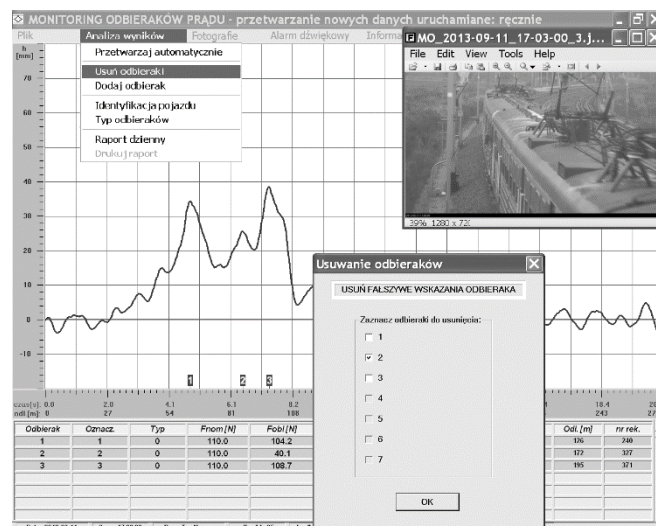 MONITORING ODBIERAKÓW PRĄDU - przetwarzanie nowych danych uruchamiane: ręcznie
Plik Analiza wyników Fotografie Alarm dźwiękowy
MO_2013-09-11_17-03-00_3.j...
File Edit View Tools Help
39% 1280 x
Przetwarzaj automatycznie
Usuń odbieraki
Dodaj odbierak
Identyfikacja pojazdu
Typ odbieraków
Raport dzienny
Drukuj raport
h
[mm]
70
60
50
40
30
20
10
0
-10
1 2 3
Usuwanie odbieraków
USUŃ FAŁSZYWE WSKAZANIA ODBIERAKA
Zaznacz odbieraki do usunięcia:
1
2
3
4
5
6
7
OK
czas[s]: 0.0 2.0 4.1 6.1 8.2 18.4
odl [m]: 0 27 54 81 108 243
Odbierak Oznacz. Typ Fnom[N] Fobl[N] Odl. [m] nr rek.
1 1 0 110.0 104.2 126 240
2 2 0 110.0 40.1 172 327
3 3 0 110.0 108.7 195 371